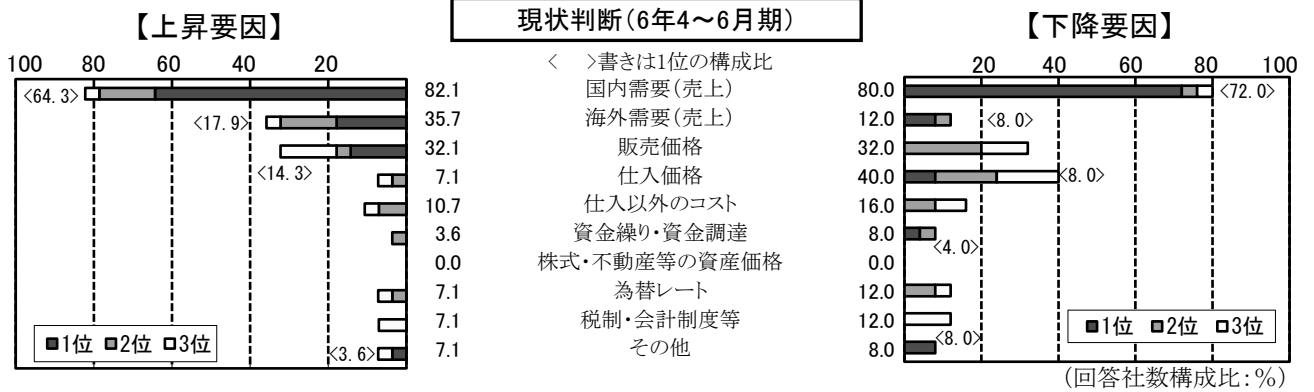 現状判断(6年4～6月期)
【上昇要因】
【下降要因】
100 80 60 40 20
20 40 60 80 100
< >書きは1位の構成比
<64.3> 82.1 国内需要(売上) 80.0 <72.0>
<17.9> 35.7 海外需要(売上) 12.0 <8.0>
<14.3> 32.1 販売価格 32.0
7.1 仕入価格 40.0 <8.0>
10.7 仕入以外のコスト 16.0
3.6 資金繰り・資金調達 8.0 <4.0>
0.0 株式・不動産等の資産価格 0.0
7.1 為替レート 12.0
7.1 税制・会計制度等 12.0
<3.6> 7.1 その他 8.0 <8.0>
1位 2位 3位
1位 2位 3位
(回答社数構成比:%)